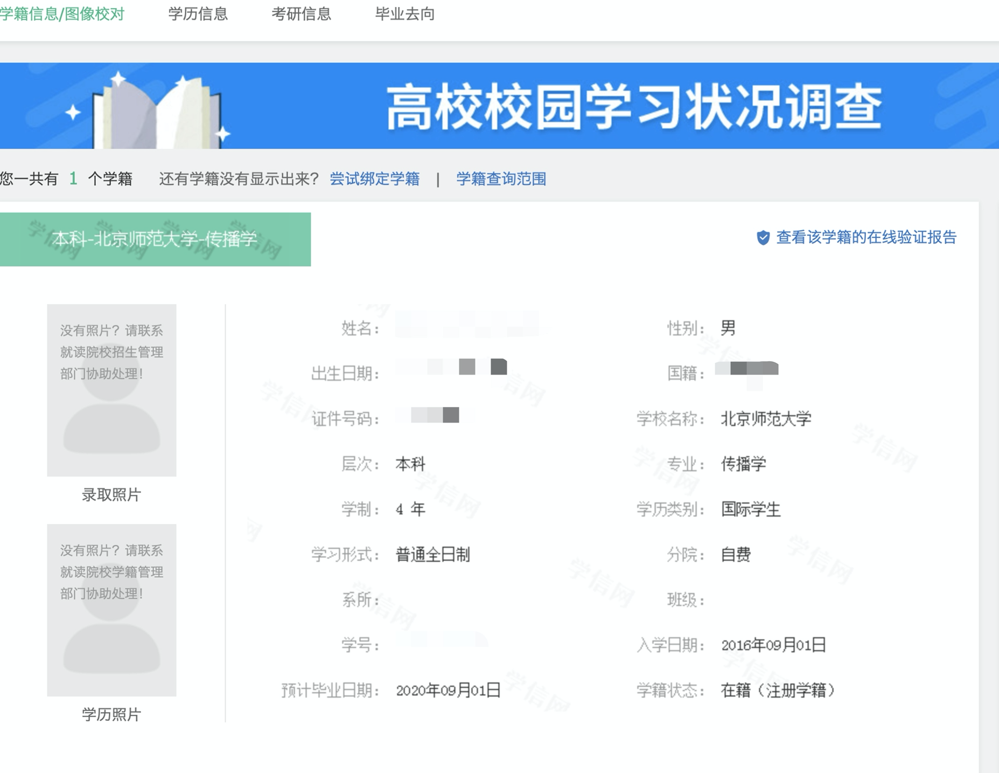 学籍信息/图像校对 学历信息 考研信息 毕业去向
高校校园学习状况调查
您一共有 1 个学籍 还有学籍没有显示出来？ 尝试绑定学籍 | 学籍查询范围
本科-北京师范大学-传播学
查看该学籍的在线验证报告
没有照片？请联系
就读院校招生管理
部门协助处理！
录取照片
没有照片？请联系
就读院校学籍管理
部门协助处理！
学历照片
姓名： 性别： 男
出生日期： 国籍：
证件号码： 学校名称： 北京师范大学
层次： 本科 专业： 传播学
学制： 4 年 学历类别： 国际学生
学习形式： 普通全日制 分院： 自费
系所： 班级：
学号： 入学日期： 2016年09月01日
预计毕业日期： 2020年09月01日 学籍状态： 在籍（注册学籍）
学信网